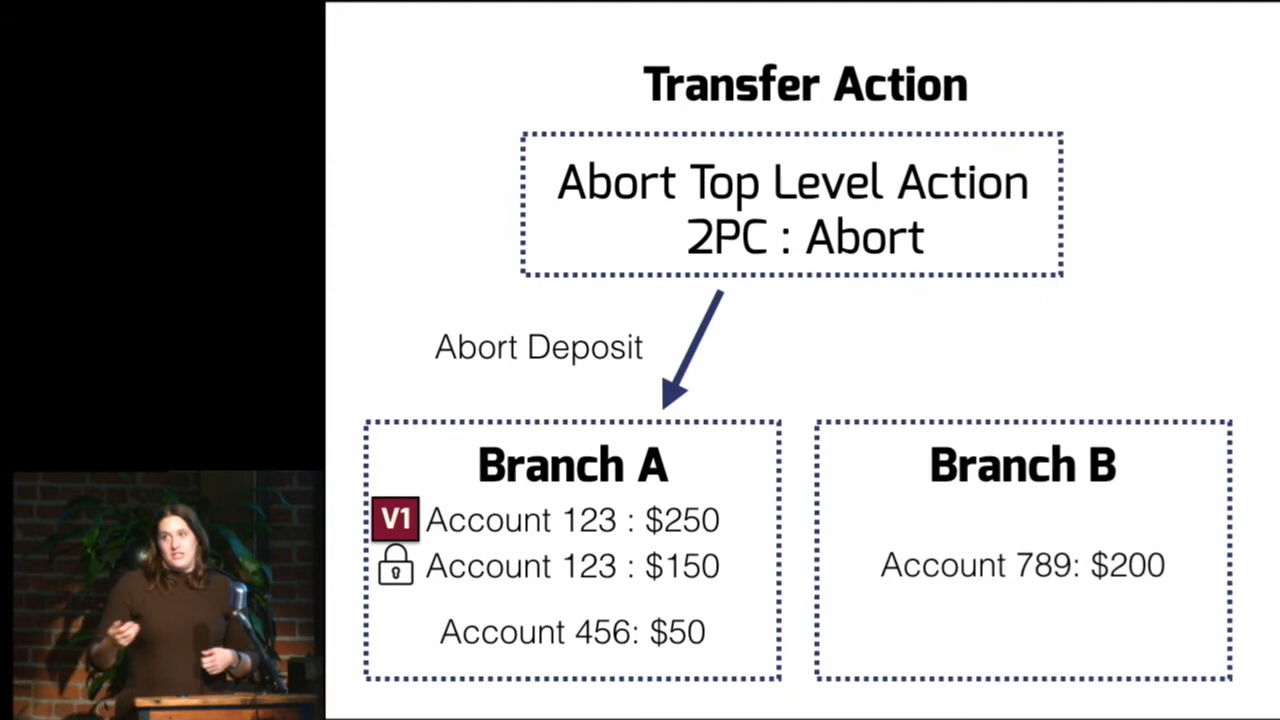 Transfer Action
Abort Top Level Action
2PC : Abort
Abort Deposit
Branch A
V1 Account 123 : $250
Account 123 : $150
Account 456: $50
Branch B
Account 789: $200